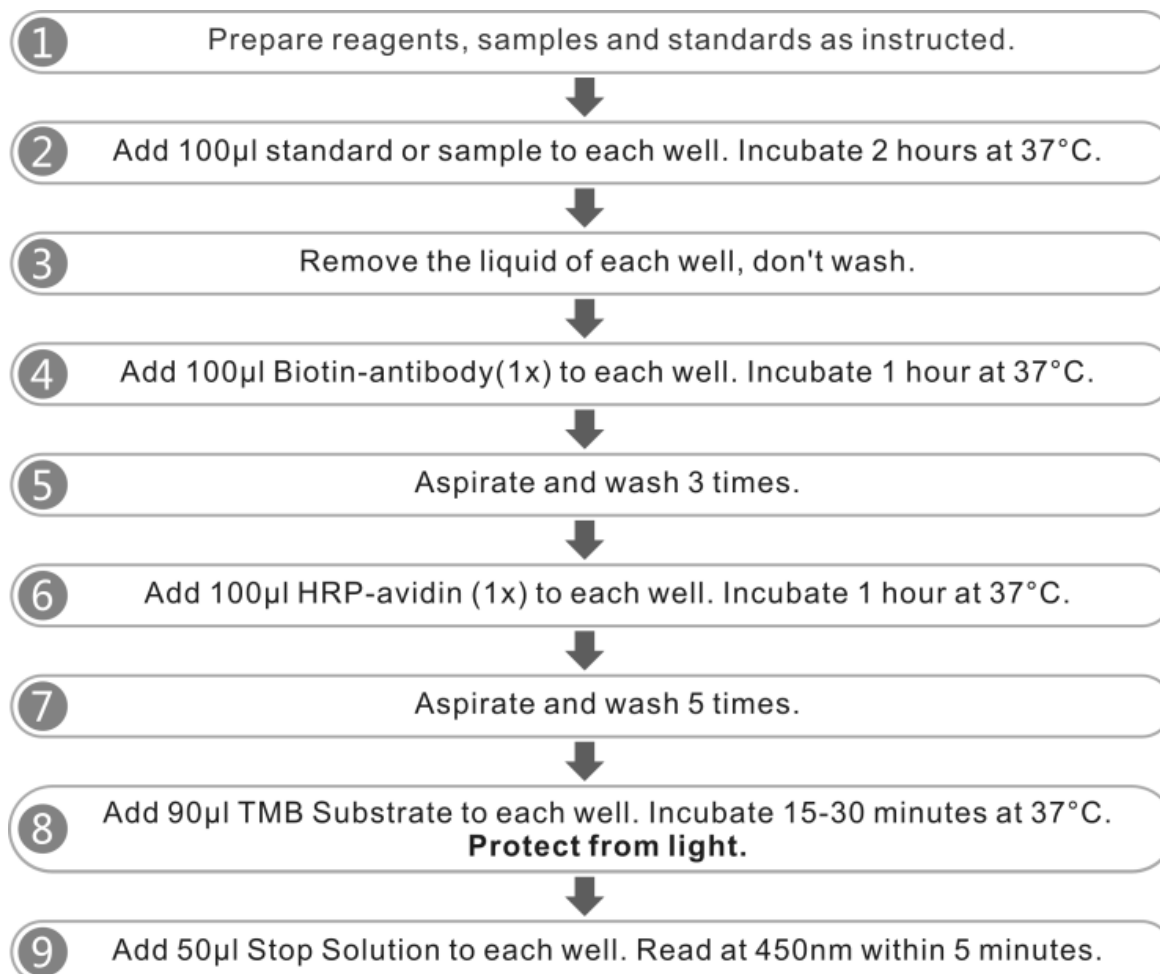 1 Prepare reagents, samples and standards as instructed.
2 Add 100µl standard or sample to each well. Incubate 2 hours at 37°C.
3 Remove the liquid of each well, don't wash.
4 Add 100µl Biotin-antibody(1x) to each well. Incubate 1 hour at 37°C.
5 Aspirate and wash 3 times.
6 Add 100µl HRP-avidin (1x) to each well. Incubate 1 hour at 37°C.
7 Aspirate and wash 5 times.
8 Add 90µl TMB Substrate to each well. Incubate 15-30 minutes at 37°C.
Protect from light.
9 Add 50µl Stop Solution to each well. Read at 450nm within 5 minutes.